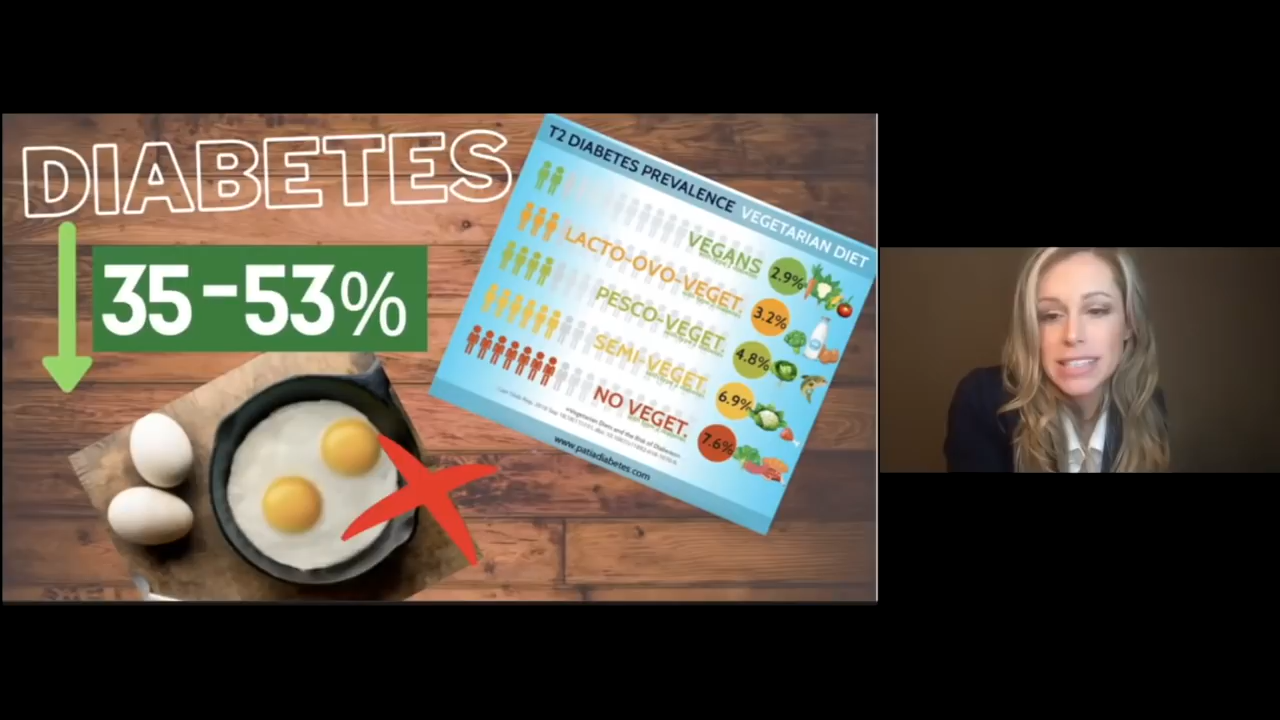 DIABETES
35-53%
T2 DIABETES PREVALENCE VEGETARIAN DIET
VEGANS 2.9%
LACTO-OVO-VEGET. 3.2%
PESCO-VEGET. 4.8%
SEMI-VEGET. 6.9%
NO VEGET. 7.6%
www.patiadiabetes.com